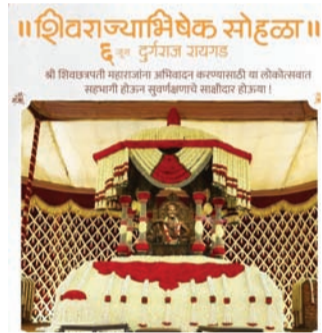 ॥शिवराज्याभिषेक सोहळा॥
६ जून दुर्गराज रायगड
श्री शिवछत्रपती महाराजांना अभिवादन करण्यासाठी या लोकोत्सवात
सहभागी होऊन सुवर्णक्षणाचे साक्षीदार होऊया !